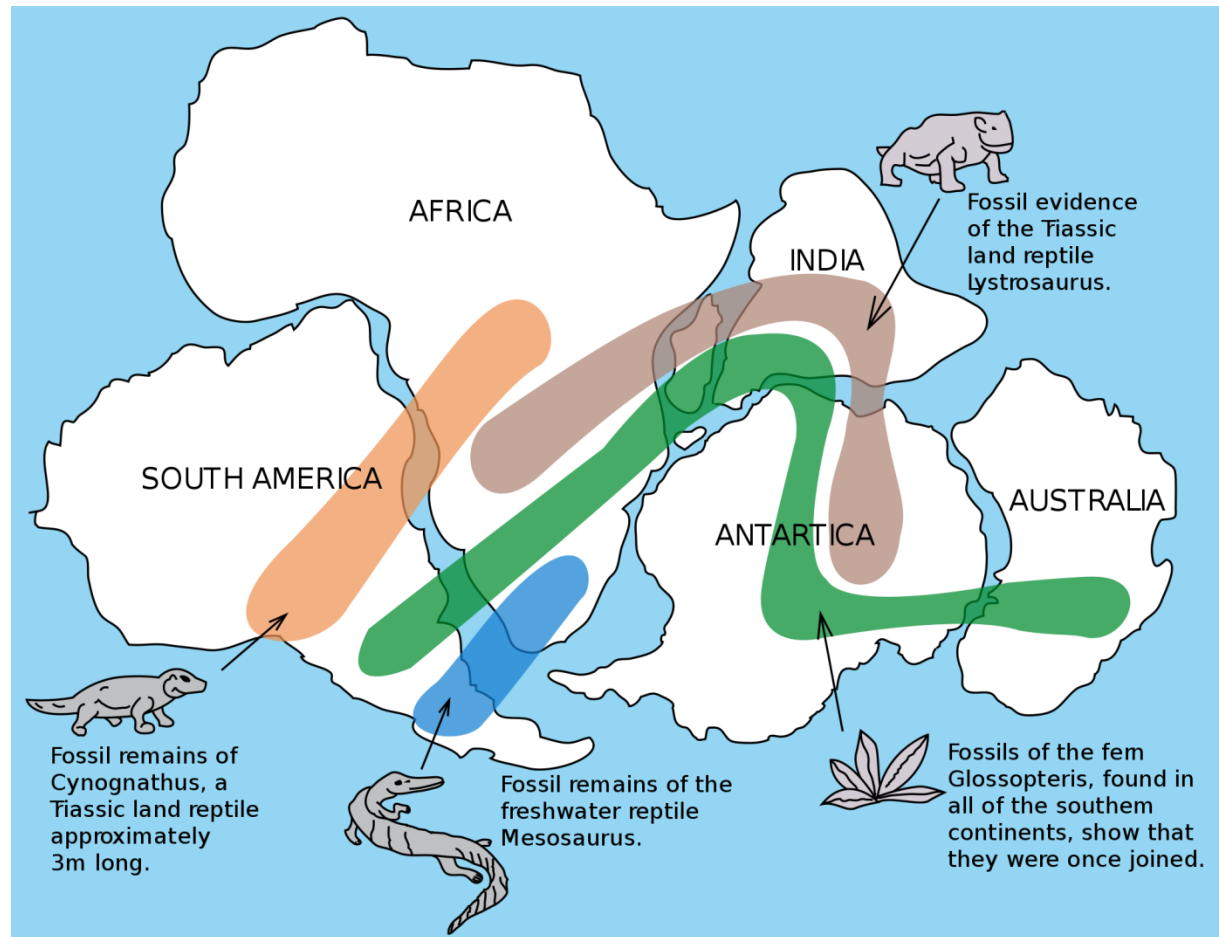 AFRICA
INDIA
Fossil evidence
of the Tiassic
land reptile
Lystrosaurus.
SOUTH AMERICA
ANTARTICA
AUSTRALIA
Fossil remains of
Cynognathus, a
Tiassic land reptile
approximately
3m long.
Fossil remains of the
freshwater reptile
Mesosaurus.
Fossils of the fern
Glossopteris, found in
all of the southem
continents, show that
they were once joined.